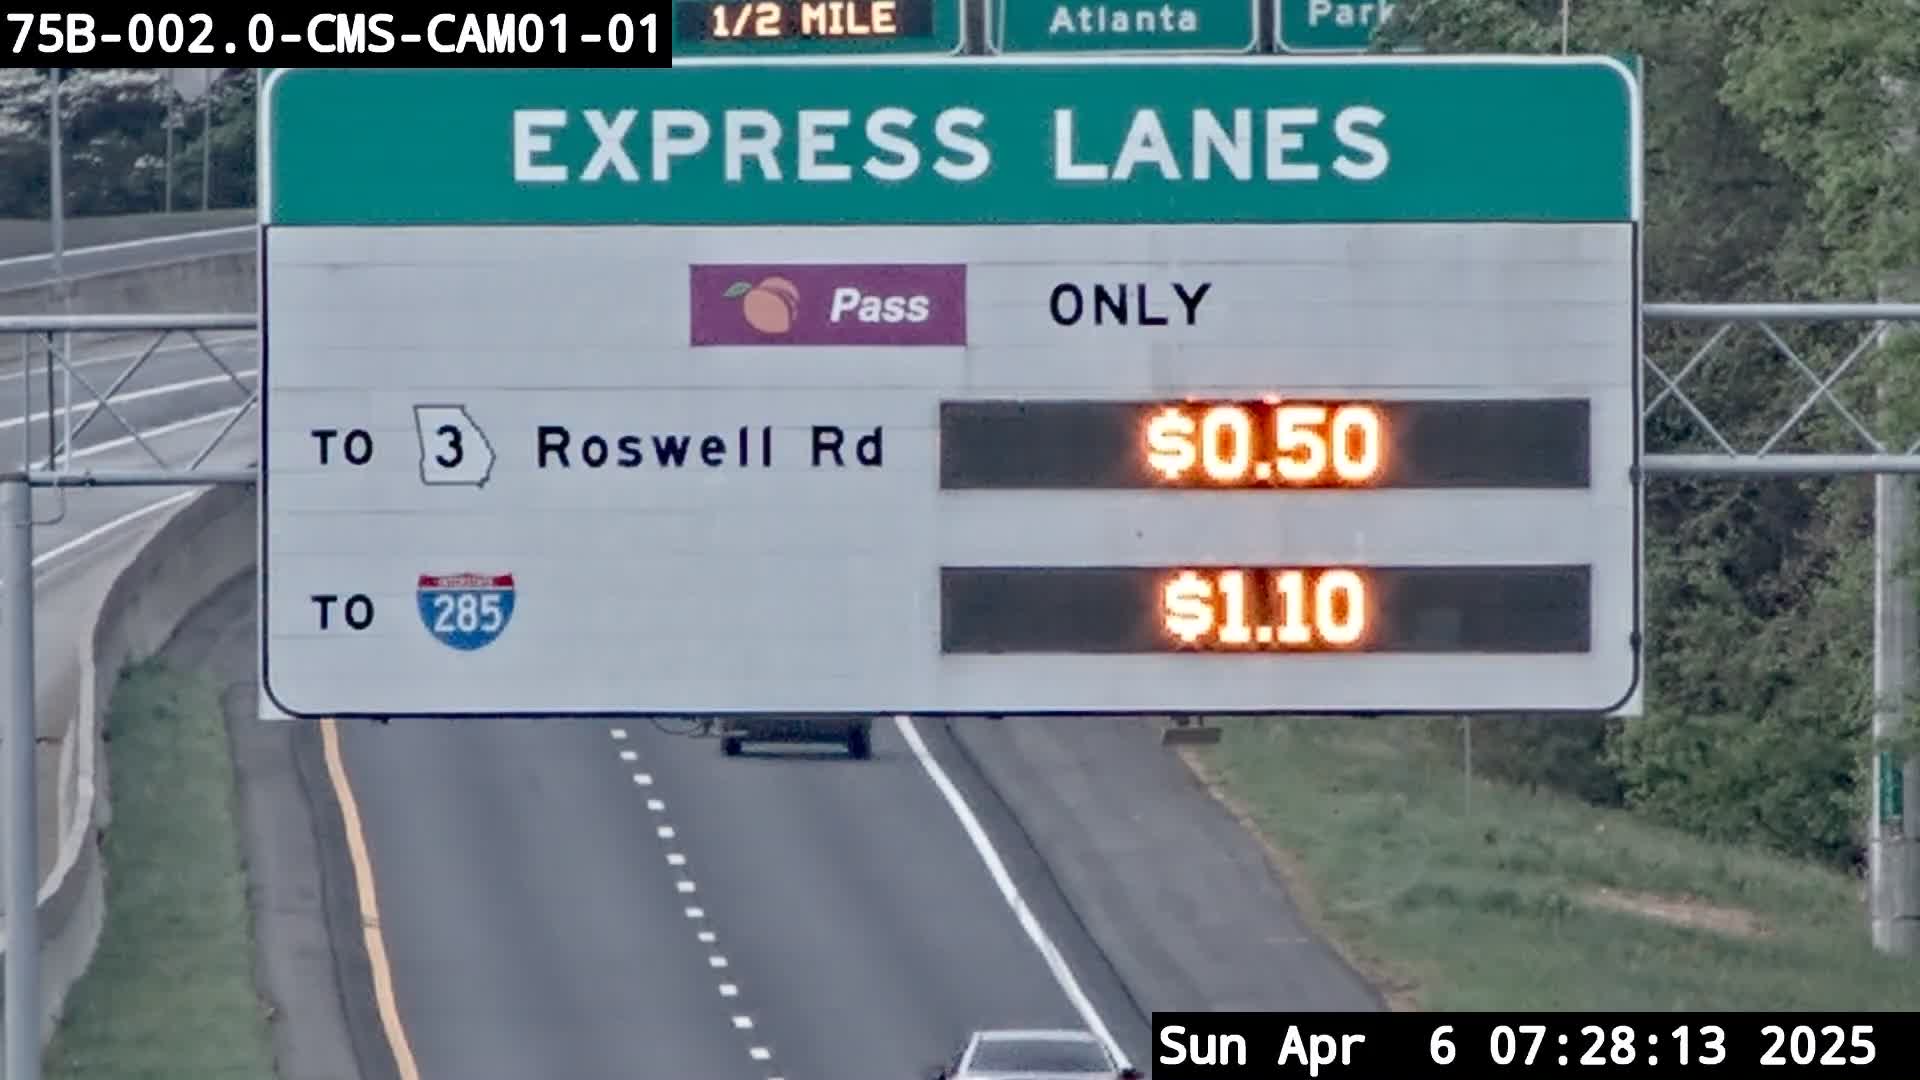 75B-002.0-CMS-CAM01-01
1/2 MILE
Atlanta
Park
EXPRESS LANES
Pass ONLY
TO 3 Roswell Rd $0.50
TO 285 $1.10
Sun Apr 6 07:28:13 2025